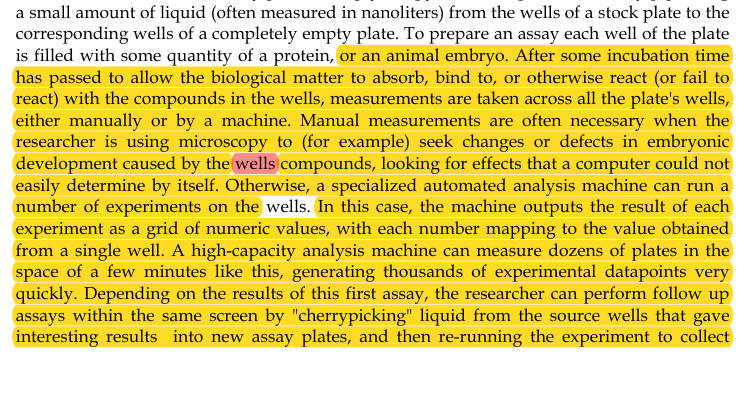 a small amount of liquid (often measured in nanoliters) from the wells of a stock plate to the
corresponding wells of a completely empty plate. To prepare an assay each well of the plate
is filled with some quantity of a protein, or an animal embryo. After some incubation time
has passed to allow the biological matter to absorb, bind to, or otherwise react (or fail to
react) with the compounds in the wells, measurements are taken across all the plate's wells,
either manually or by a machine. Manual measurements are often necessary when the
researcher is using microscopy to (for example) seek changes or defects in embryonic
development caused by the wells compounds, looking for effects that a computer could not
easily determine by itself. Otherwise, a specialized automated analysis machine can run a
number of experiments on the wells. In this case, the machine outputs the result of each
experiment as a grid of numeric values, with each number mapping to the value obtained
from a single well. A high-capacity analysis machine can measure dozens of plates in the
space of a few minutes like this, generating thousands of experimental datapoints very
quickly. Depending on the results of this first assay, the researcher can perform follow up
assays within the same screen by "cherrypicking" liquid from the source wells that gave
interesting results into new assay plates, and then re-running the experiment to collect